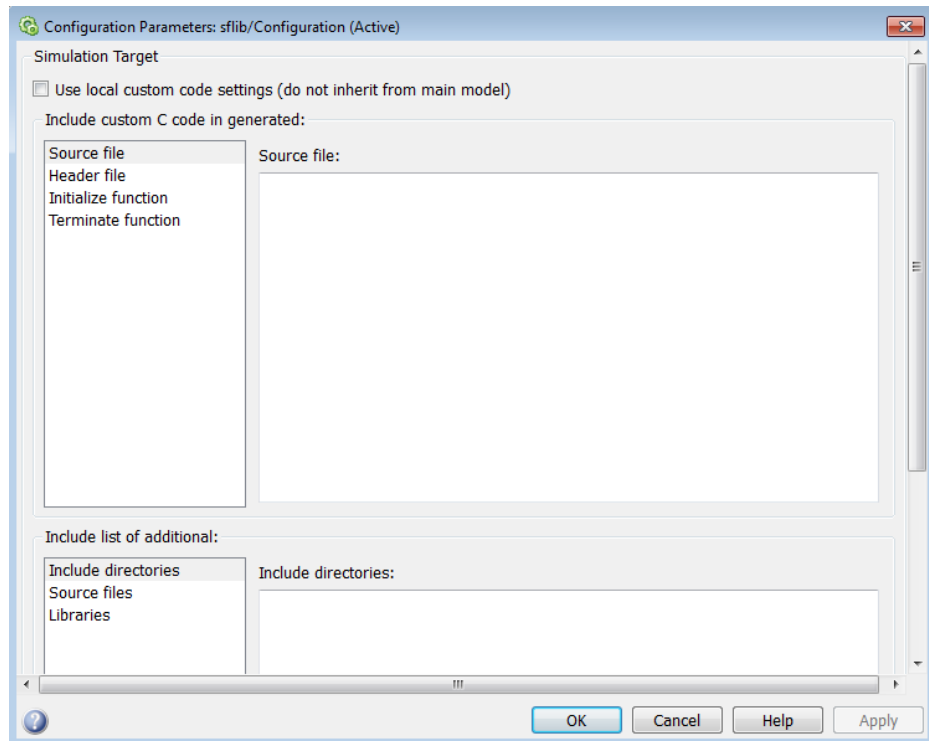 Configuration Parameters: sflib/Configuration (Active)
Simulation Target
Use local custom code settings (do not inherit from main model)
Include custom C code in generated:
Source file
Header file
Initialize function
Terminate function
Source file:
Include list of additional:
Include directories
Source files
Libraries
Include directories:
OK Cancel Help Apply